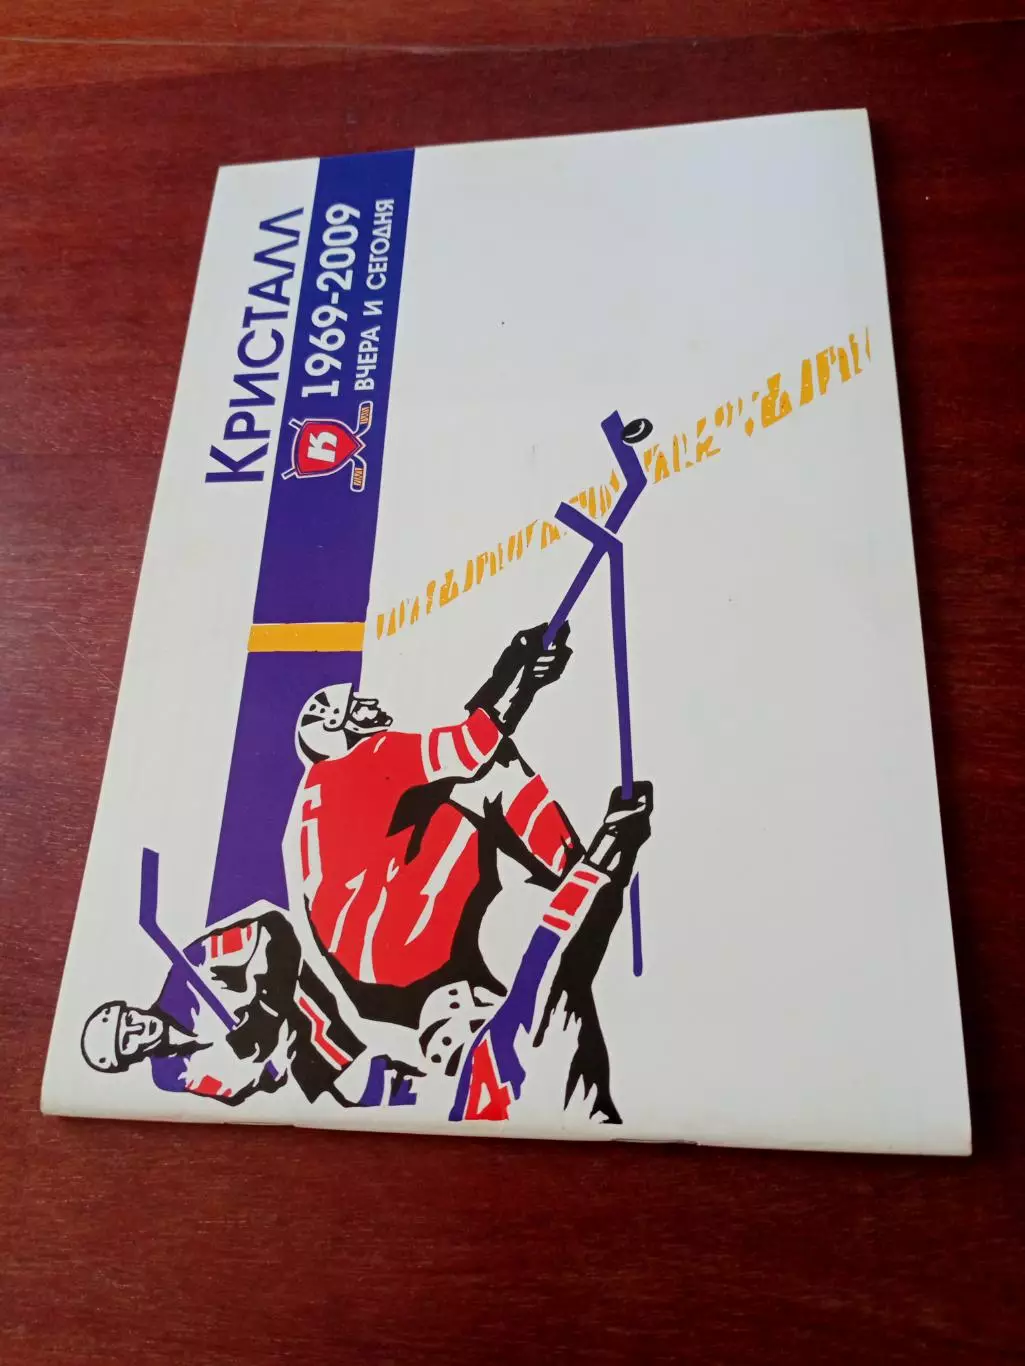 Кристалл
1969-2009
ВЧЕРА И СЕГОДНЯ
К